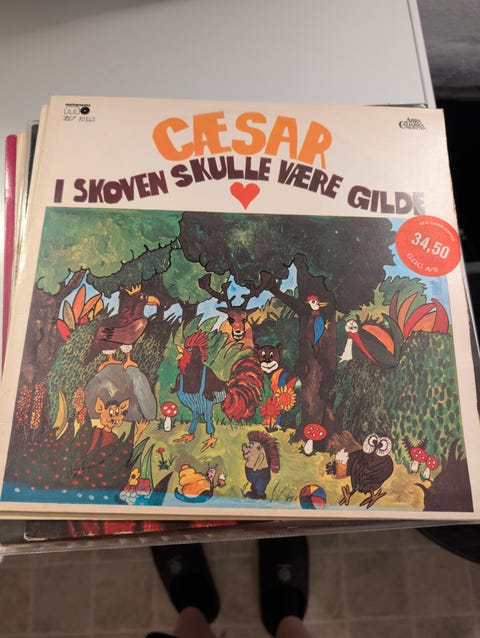 CÆSAR
I SKOVEN SKULLE VÆRE GILDE
34,50
G.D.C. A/S